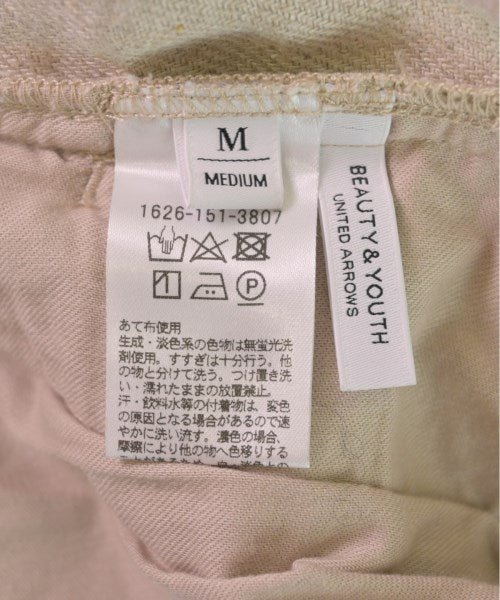 M
MEDIUM
1626-151-3807
P
あて布使用
生成・淡色系の色物は無蛍光洗
剤使用。すすぎは十分行う。他
の物と分けて洗う。つけ置き洗
い・濡れたままの放置禁止。
汗・飲料水等の付着物は、変色
の原因となる場合があるので速
やかに洗い流す。濃色の場合、
摩擦により他の物へ色移りする
BEAUTY & YOUTH
UNITED ARROWS